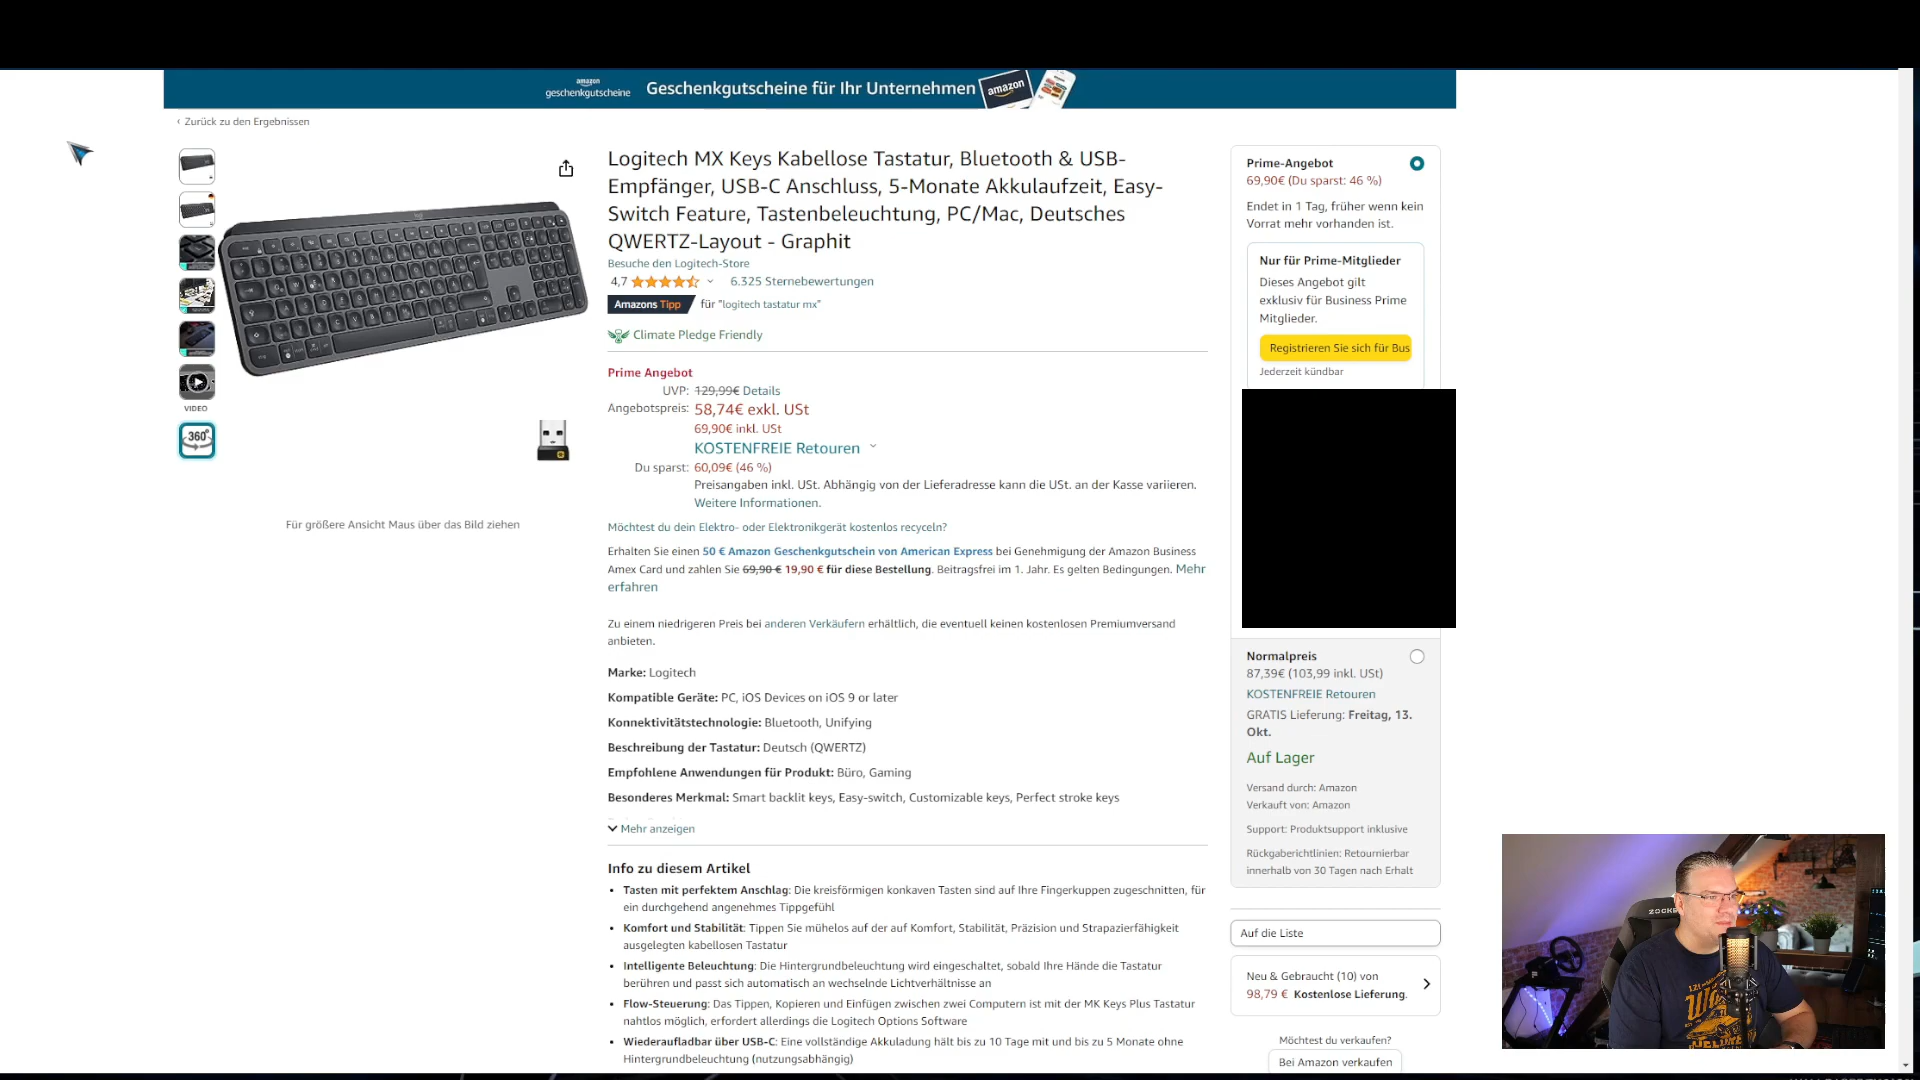 amazon
geschenkgutscheine
Geschenkgutscheine für Ihr Unternehmen
amazon
‹ Zurück zu den Ergebnissen
VIDEO
360°
Für größere Ansicht Maus über das Bild ziehen
Logitech MX Keys Kabellose Tastatur, Bluetooth & USB-
Empfänger, USB-C Anschluss, 5-Monate Akkulaufzeit, Easy-
Switch Feature, Tastenbeleuchtung, PC/Mac, Deutsches
QWERTZ-Layout - Graphit
Besuche den Logitech-Store
4,7 6.325 Sternebewertungen
Amazons Tipp für "logitech tastatur mx"
Climate Pledge Friendly
Prime Angebot
UVP: 129,99€ Details
Angebotspreis: 58,74€ exkl. USt
69,90€ inkl. USt
KOSTENFREIE Retouren
Du sparst: 60,09€ (46 %)
Preisangaben inkl. USt. Abhängig von der Lieferadresse kann die USt. an der Kasse variieren.
Weitere Informationen.
Möchtest du dein Elektro- oder Elektronikgerät kostenlos recyceln?
Erhalten Sie einen 50 € Amazon Geschenkgutschein von American Express bei Genehmigung der Amazon Business
Amex Card und zahlen Sie 69,90 € 19,90 € für diese Bestellung. Beitragsfrei im 1. Jahr. Es gelten Bedingungen. Mehr
erfahren
Zu einem niedrigeren Preis bei anderen Verkäufern erhältlich, die eventuell keinen kostenlosen Premiumversand
anbieten.
Marke: Logitech
Kompatible Geräte: PC, iOS Devices on iOS 9 or later
Konnektivitätstechnologie: Bluetooth, Unifying
Beschreibung der Tastatur: Deutsch (QWERTZ)
Empfohlene Anwendungen für Produkt: Büro, Gaming
Besonderes Merkmal: Smart backlit keys, Easy-switch, Customizable keys, Perfect stroke keys
Mehr anzeigen
Info zu diesem Artikel
• Tasten mit perfektem Anschlag: Die kreisförmigen konkaven Tasten sind auf Ihre Fingerkuppen zugeschnitten, für
ein durchgehend angenehmes Tippgefühl
• Komfort und Stabilität: Tippen Sie mühelos auf der auf Komfort, Stabilität, Präzision und Strapazierfähigkeit
ausgelegten kabellosen Tastatur
• Intelligente Beleuchtung: Die Hintergrundbeleuchtung wird eingeschaltet, sobald Ihre Hände die Tastatur
berühren und passt sich automatisch an wechselnde Lichtverhältnisse an
• Flow-Steuerung: Das Tippen, Kopieren und Einfügen zwischen zwei Computern ist mit der MK Keys Plus Tastatur
nahtlos möglich, erfordert allerdings die Logitech Options Software
• Wiederaufladbar über USB-C: Eine vollständige Akkuladung hält bis zu 10 Tage mit und bis zu 5 Monate ohne
Hintergrundbeleuchtung (nutzungsabhängig)
Prime-Angebot
69,90€ (Du sparst: 46 %)
Endet in 1 Tag, früher wenn kein
Vorrat mehr vorhanden ist.
Nur für Prime-Mitglieder
Dieses Angebot gilt
exklusiv für Business Prime
Mitglieder.
Registrieren Sie sich für Bus
Jederzeit kündbar
Normalpreis
87,39€ (103,99 inkl. USt)
KOSTENFREIE Retouren
GRATIS Lieferung: Freitag, 13.
Okt.
Auf Lager
Versand durch: Amazon
Verkauft von: Amazon
Support: Produktsupport inklusive
Rückgaberichtlinien: Retournierbar
innerhalb von 30 Tagen nach Erhalt
Auf die Liste
Neu & Gebraucht (10) von
98,79 € Kostenlose Lieferung.
Möchtest du verkaufen?
Bei Amazon verkaufen